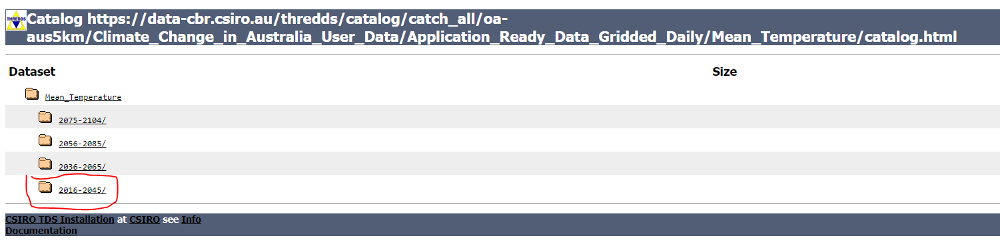 THREDDS
Catalog https://data-cbr.csiro.au/thredds/catalog/catch_all/oa-
aus5km/Climate_Change_in_Australia_User_Data/Application_Ready_Data_Gridded_Daily/Mean_Temperature/catalog.html
Dataset Size
Mean_Temperature
2075-2104/
2056-2085/
2036-2065/
2016-2045/
CSIRO TDS Installation at CSIRO see Info
Documentation